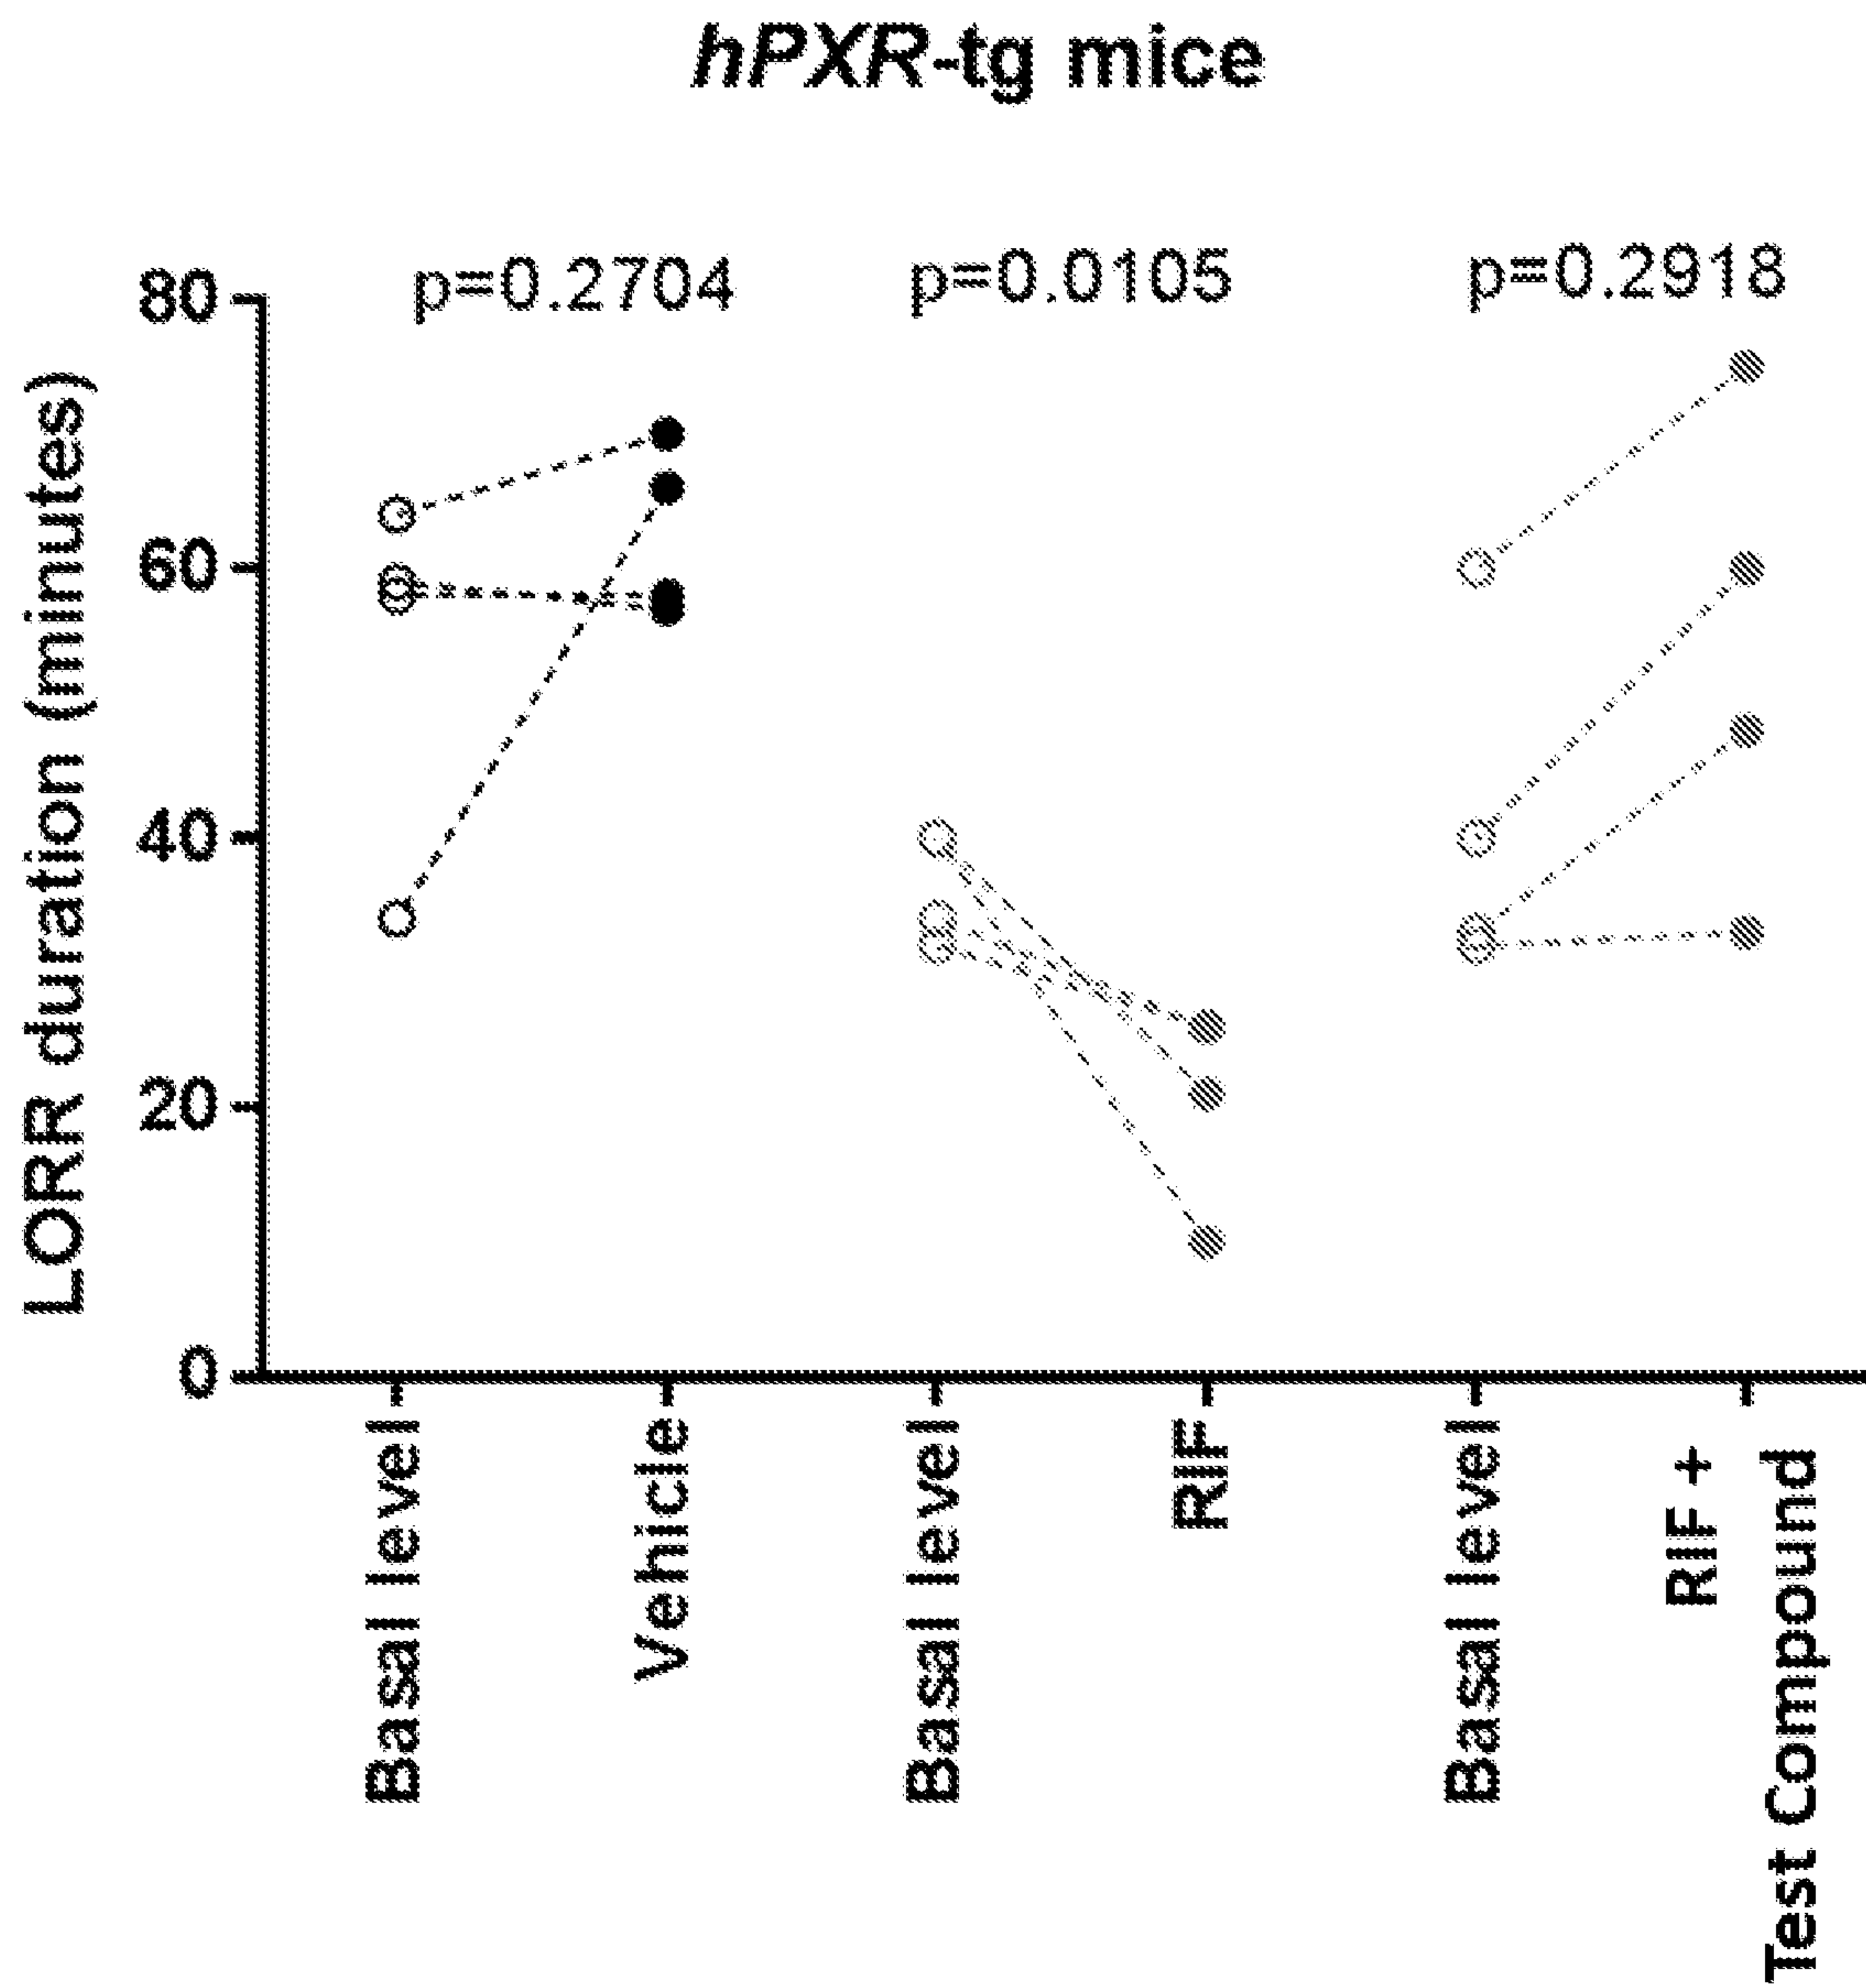 hPXR-tg mice
p=0.2704
p=0.0105
p=0.2918
LORR duration (minutes)
80
60
40
20
0
Basal level
Vehicle
Basal level
RIF
Basal level
RIF +
Test Compound